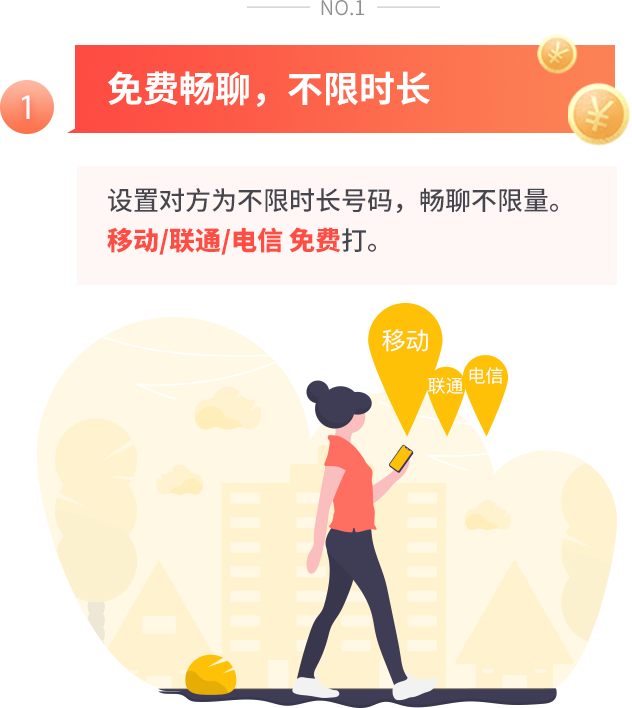 NO.1
1
免费畅聊，不限时长
设置对方为不限时长号码，畅聊不限量。
移动/联通/电信 免费打。
移动
联通
电信